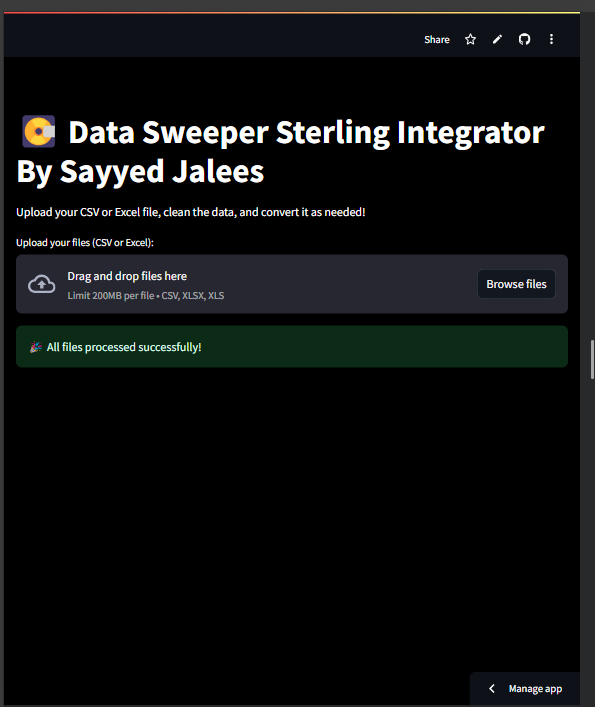 Share
💽 Data Sweeper Sterling Integrator
By Sayyed Jalees
Upload your CSV or Excel file, clean the data, and convert it as needed!
Upload your files (CSV or Excel):
Drag and drop files here
Limit 200MB per file • CSV, XLSX, XLS
Browse files
🎉 All files processed successfully!
Manage app